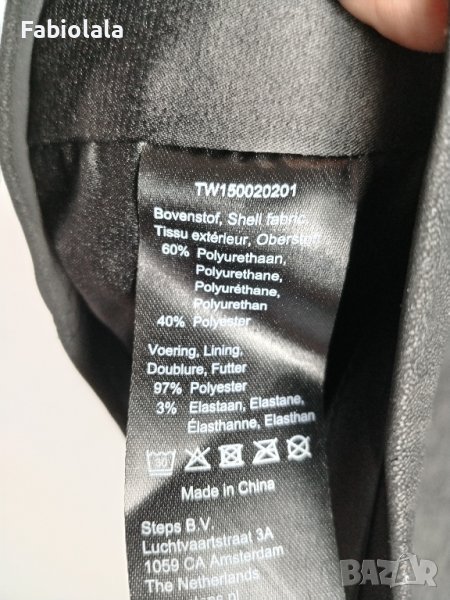 Fabiolala
TW150020201
Bovenstof, Shell fabric,
Tissu extérieur, Oberstoff
60% Polyurethaan,
Polyurethane,
Polyuréthane,
Polyurethan
40% Polyester
Voering, Lining,
Doublure, Futter
97% Polyester
3% Elastaan, Elastane,
Élasthanne, Elasthan
30
Made in China
Steps B.V.
Luchtvaartstraat 3A
1059 CA Amsterdam
The Netherlands
BAZAR